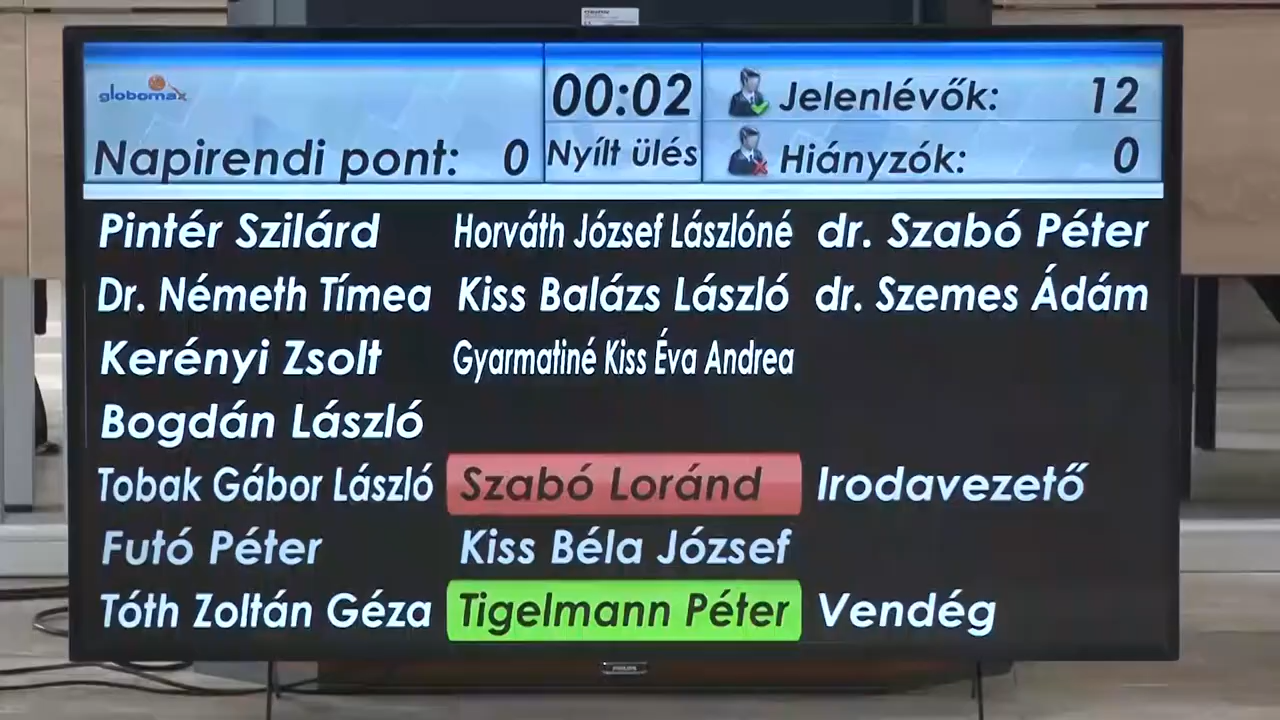 globomax
Napirendi pont: 0
00:02
Nyílt ülés
Jelenlévők: 12
Hiányzók: 0
Pintér Szilárd Horváth József Lászlóné dr. Szabó Péter
Dr. Németh Tímea Kiss Balázs László dr. Szemes Ádám
Kerényi Zsolt Gyarmatiné Kiss Éva Andrea
Bogdán László
Tobak Gábor László Szabó Loránd Irodavezető
Futó Péter Kiss Béla József
Tóth Zoltán Géza Tigelmann Péter Vendég
PHILIPS